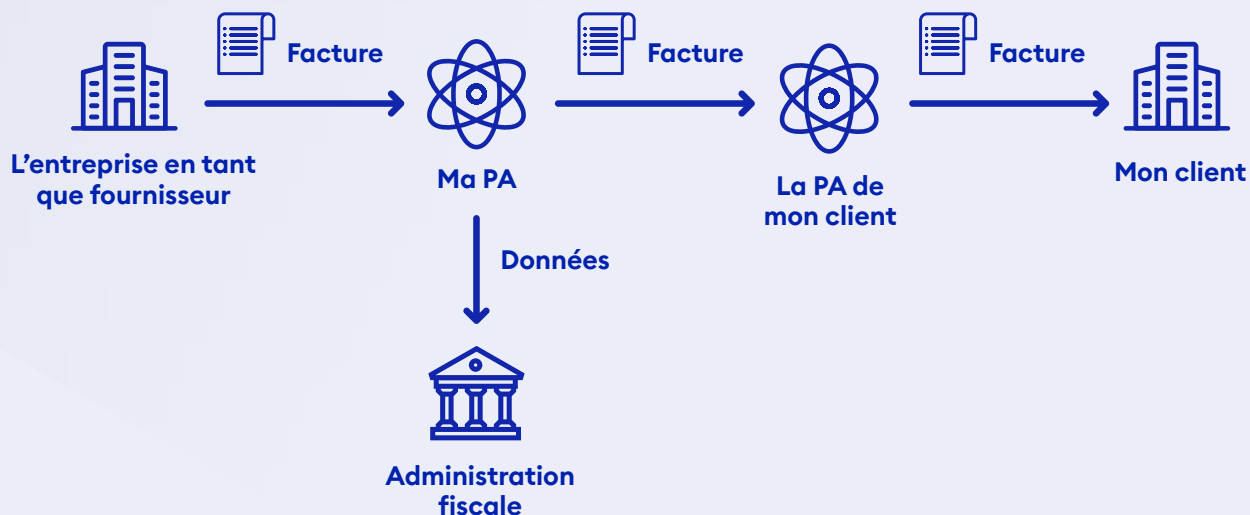 Facture
Facture
Facture
L’entreprise en tant
que fournisseur
Ma PA
La PA de
mon client
Mon client
Données
Administration
fiscale